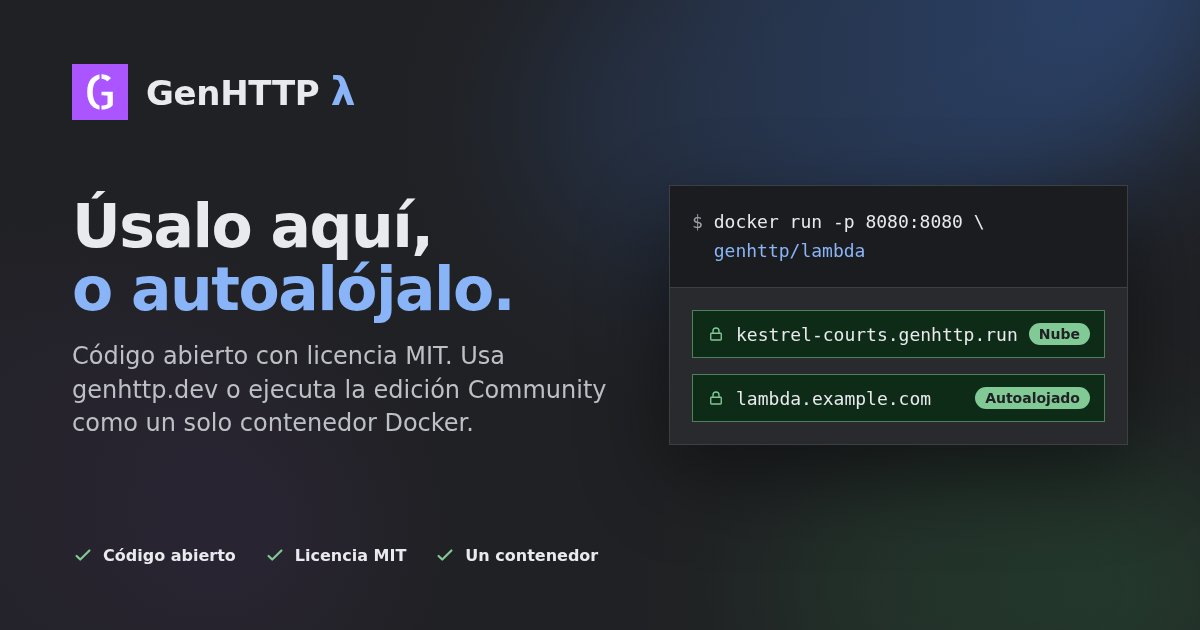 GenHTTP λ
Úsalo aquí,
o autoalójalo.
Código abierto con licencia MIT. Usa
genhttp.dev o ejecuta la edición Community
como un solo contenedor Docker.
Código abierto
Licencia MIT
Un contenedor
$ docker run -p 8080:8080 \
genhttp/lambda
kestrel-courts.genhttp.run Nube
lambda.example.com Autoalojado